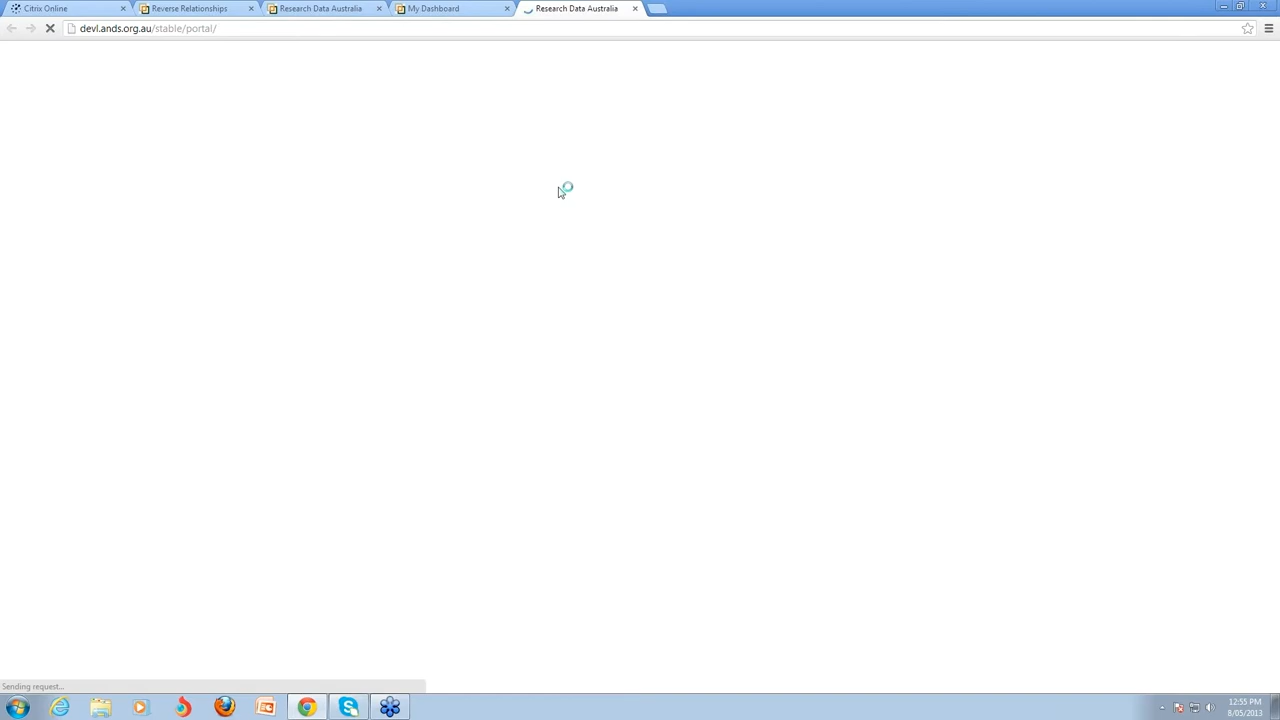 Citrix Online
Reverse Relationships
Research Data Australia
My Dashboard
Research Data Australia
devl.ands.org.au/stable/portal/
Sending request...
12:55 PM
8/05/2013